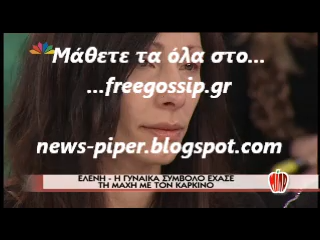 Μάθετε τα όλα στο...
...freegossip.gr
news-piper.blogspot.com
ΕΛΕΝΗ - Η ΓΥΝΑΙΚΑ ΣΥΜΒΟΛΟ ΕΧΑΣΕ
ΤΗ ΜΑΧΗ ΜΕ ΤΟΝ ΚΑΡΚΙΝΟ